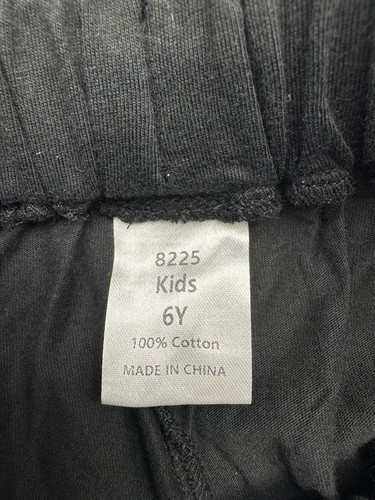 8225
Kids
6Y
100% Cotton
MADE IN CHINA